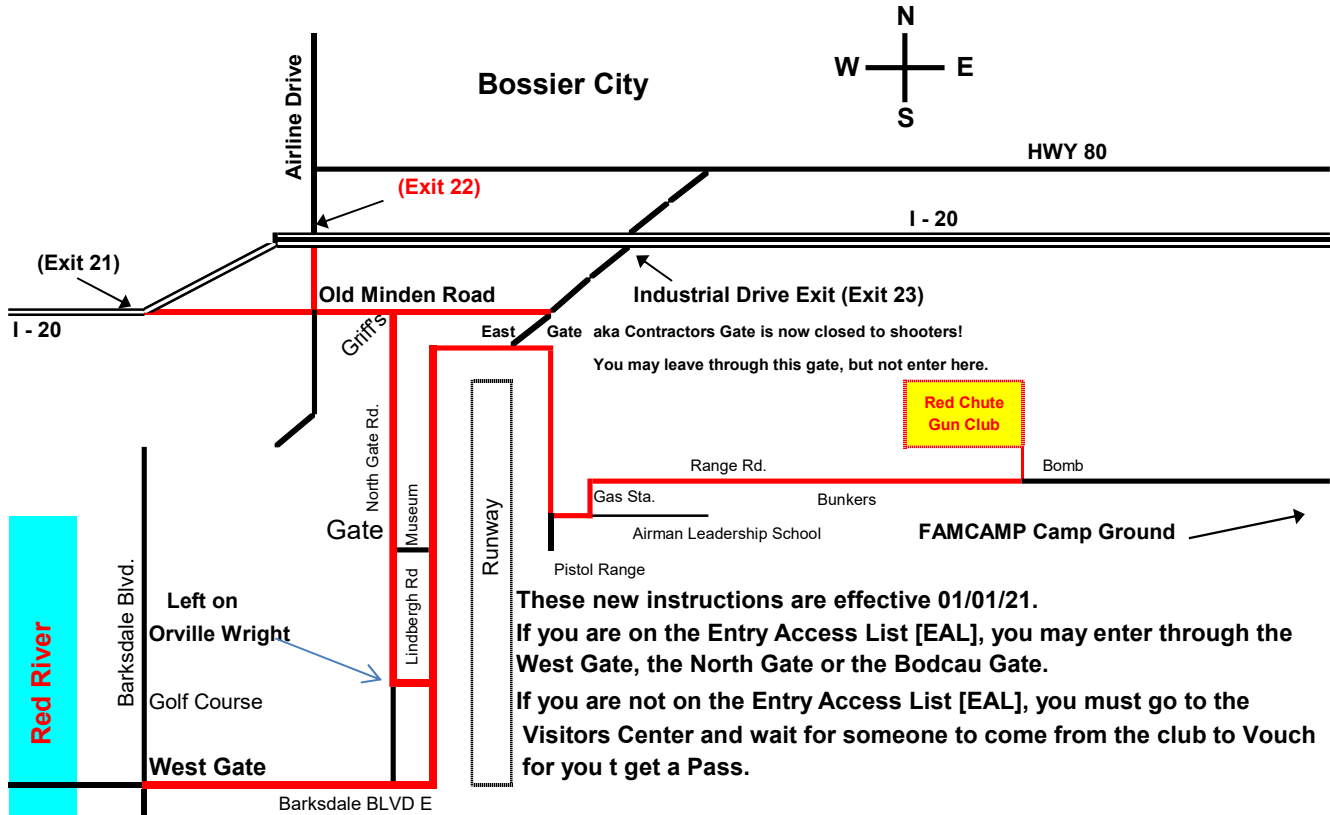 N
W E
S
Bossier City
Airline Drive
HWY 80
(Exit 22)
I - 20
(Exit 21)
Old Minden Road
Industrial Drive Exit (Exit 23)
I - 20
Griff's
East Gate aka Contractors Gate is now closed to shooters!
You may leave through this gate, but not enter here.
Red Chute
Gun Club
North Gate Rd.
Museum
Range Rd.
Bomb
Gas Sta.
Bunkers
Gate
Runway
Airman Leadership School
FAMCAMP Camp Ground
Pistol Range
Barksdale Blvd.
Left on
Orville Wright
Lindbergh Rd
Red River
Golf Course
West Gate
Barksdale BLVD E
These new instructions are effective 01/01/21.
If you are on the Entry Access List [EAL], you may enter through the
West Gate, the North Gate or the Bodcau Gate.
If you are not on the Entry Access List [EAL], you must go to the
Visitors Center and wait for someone to come from the club to Vouch
for you t get a Pass.